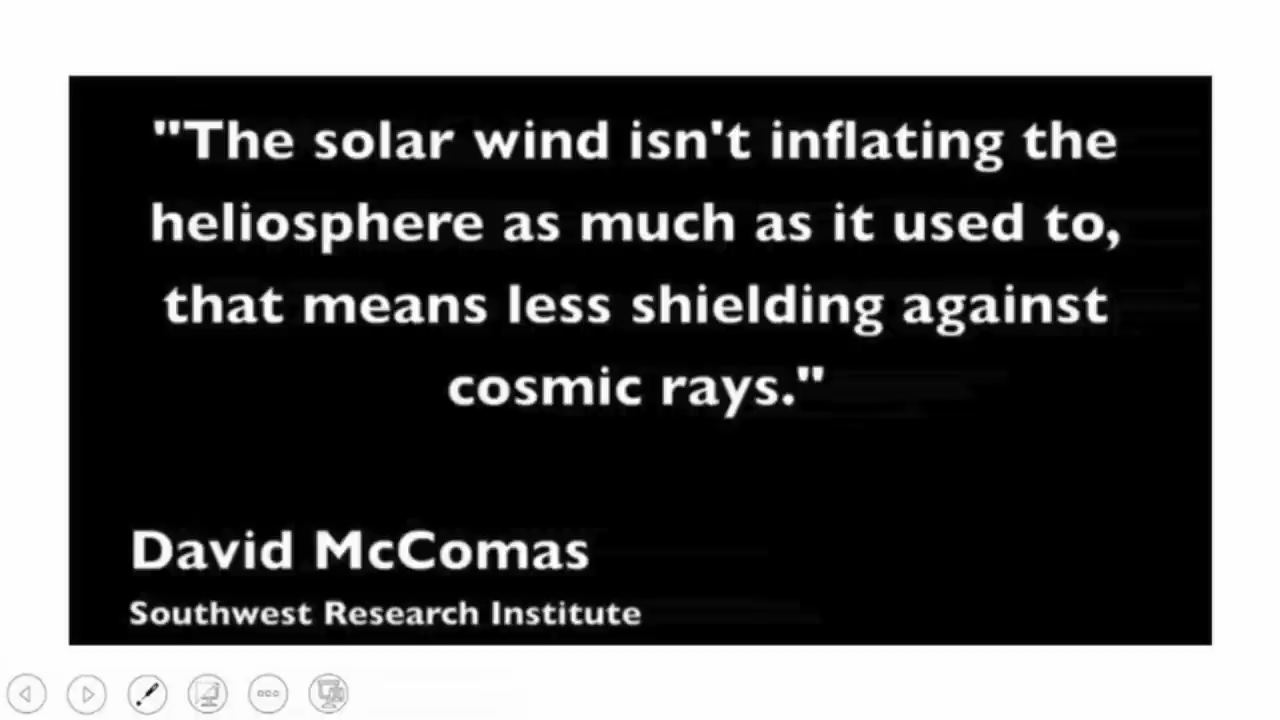 "The solar wind isn't inflating the
heliosphere as much as it used to,
that means less shielding against
cosmic rays."
David McComas
Southwest Research Institute